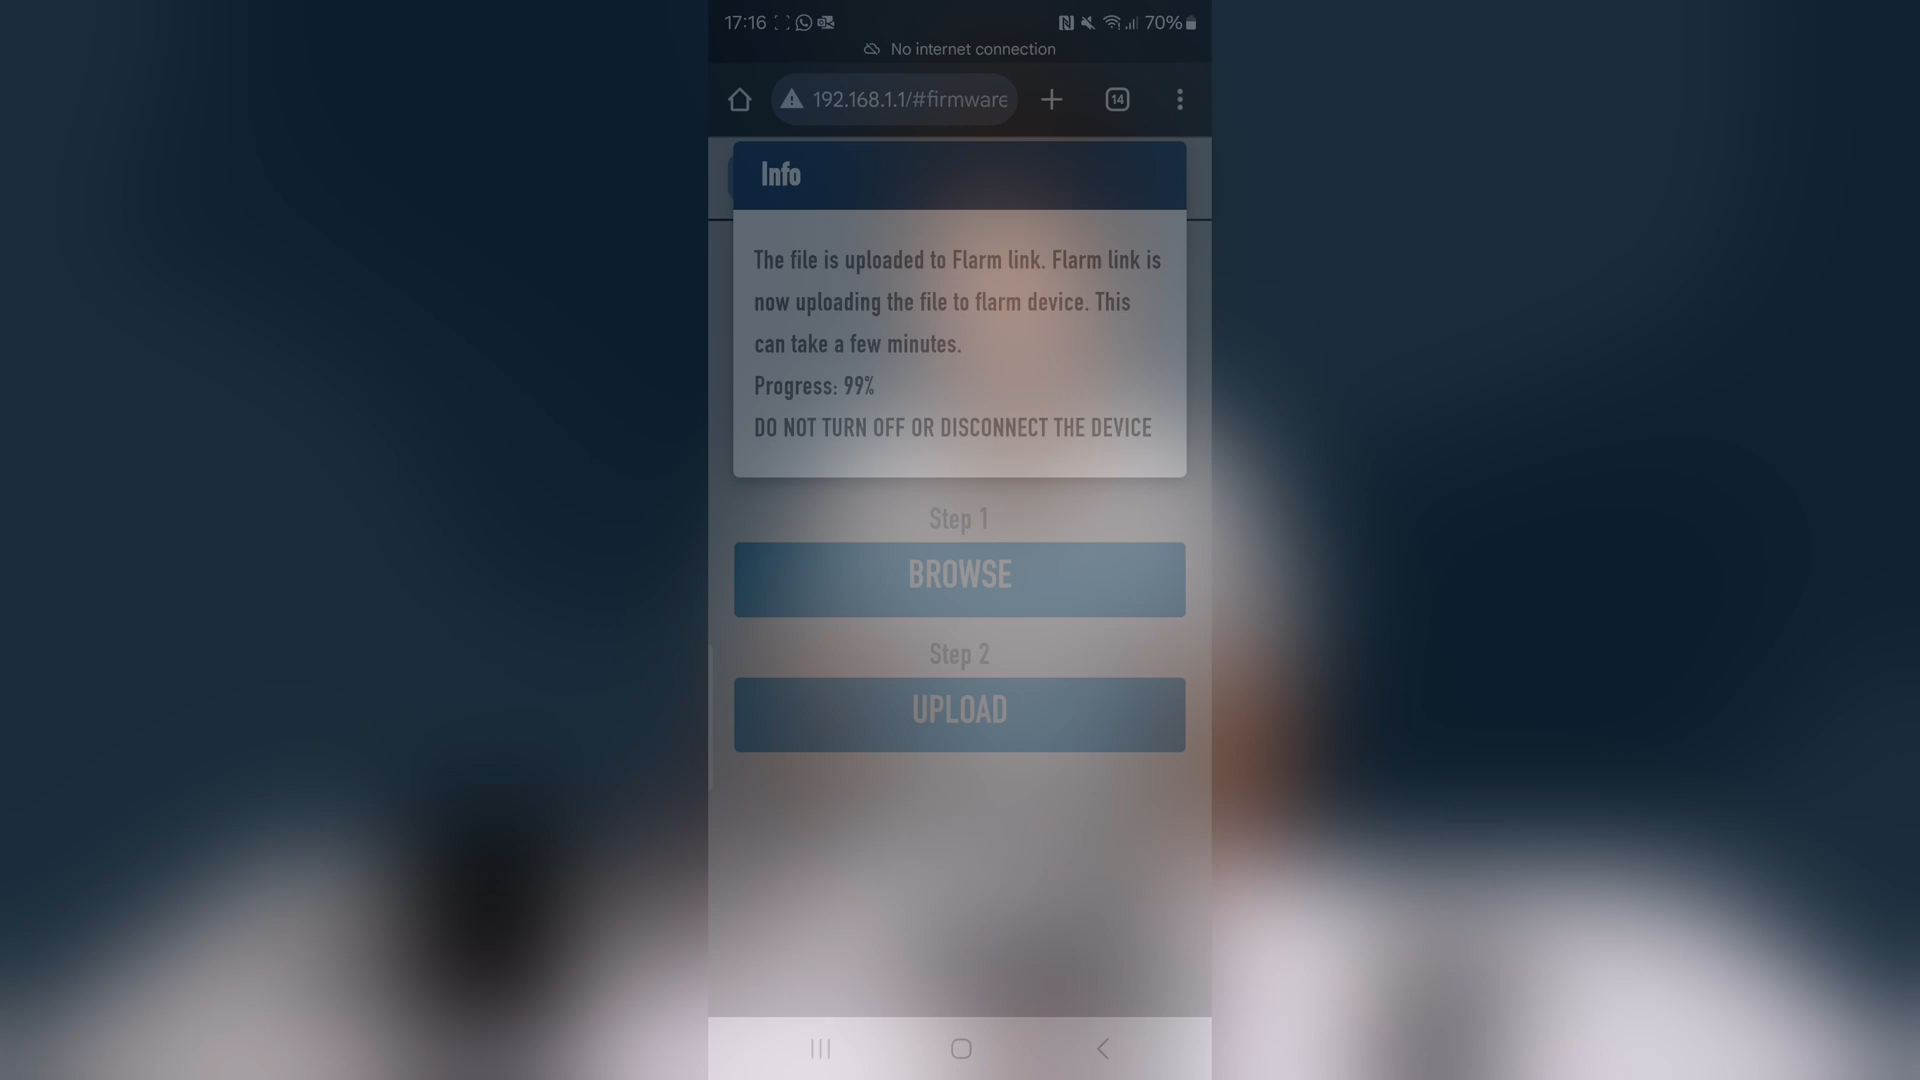 17:16 70%
No internet connection
192.168.1.1/#firmware
14
Info
The file is uploaded to Flarm link. Flarm link is
now uploading the file to flarm device. This
can take a few minutes.
Progress: 99%
DO NOT TURN OFF OR DISCONNECT THE DEVICE
Step 1
BROWSE
Step 2
UPLOAD